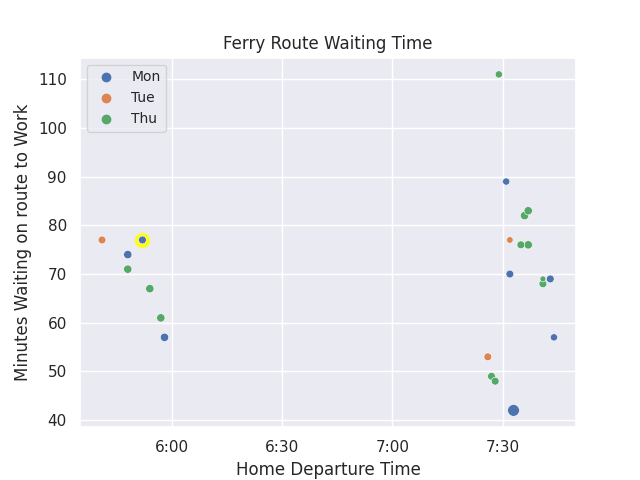 Ferry Route Waiting Time
Mon
Tue
Thu
110
100
90
80
70
60
50
40
Minutes Waiting on route to Work
6:00 6:30 7:00 7:30
Home Departure Time